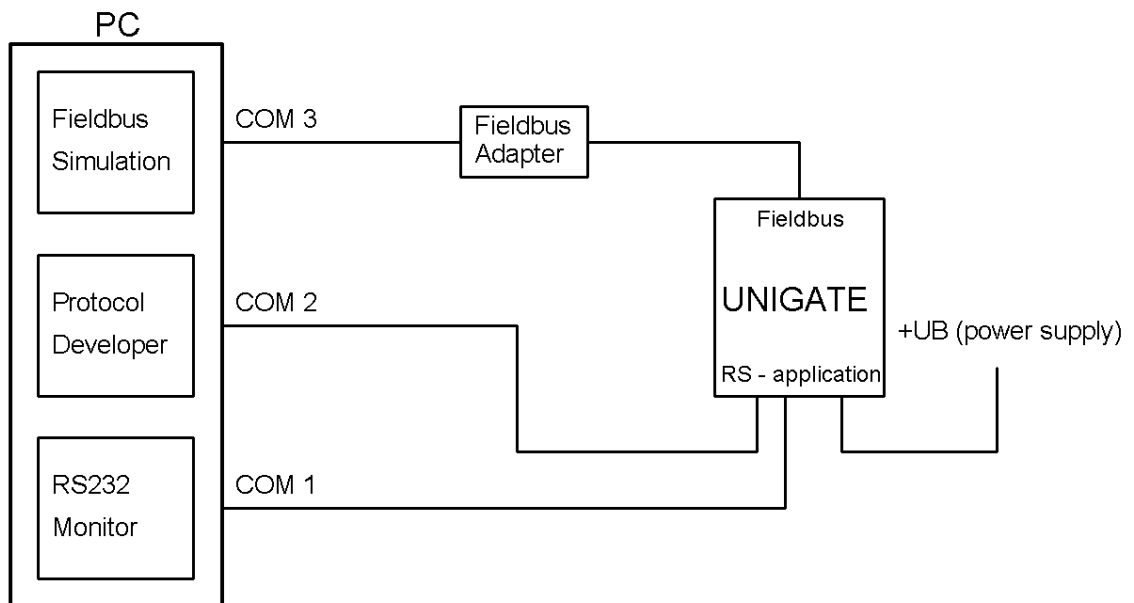 PC
Fieldbus
Simulation
COM 3
Fieldbus
Adapter
Fieldbus
UNIGATE
RS - application
+UB (power supply)
Protocol
Developer
COM 2
RS232
Monitor
COM 1